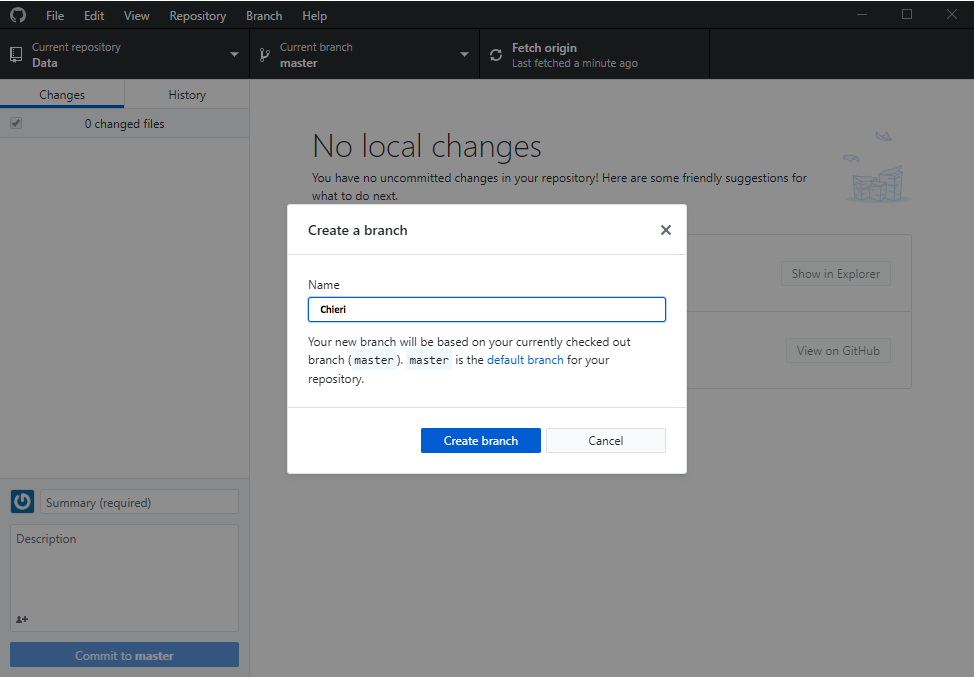 File Edit View Repository Branch Help
Current repository
Data
Current branch
master
Fetch origin
Last fetched a minute ago
Changes History
0 changed files
No local changes
You have no uncommitted changes in your repository! Here are some friendly suggestions for
what to do next.
Show in Explorer
View on GitHub
Create a branch
Name
Chieri
Your new branch will be based on your currently checked out
branch (master). master is the default branch for your
repository.
Create branch Cancel
Summary (required)
Description
Commit to master